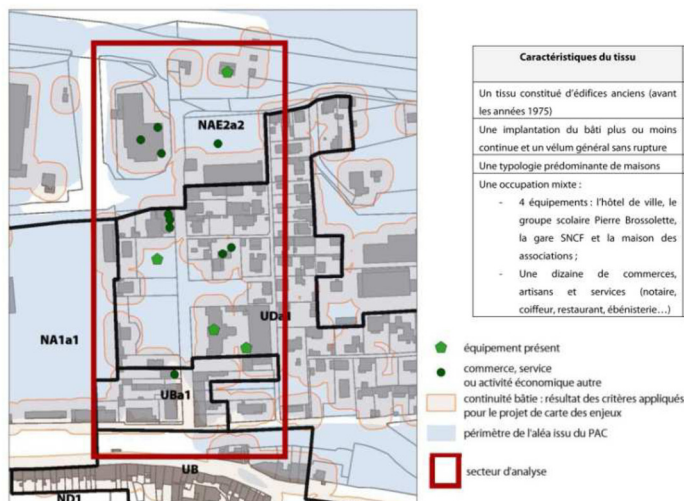 NAE2a2
NA1a1
UDa1
UBa1
UB
ND1
Caractéristiques du tissu
Un tissu constitué d'édifices anciens (avant
les années 1975)
Une implantation du bâti plus ou moins
continue et un vélum général sans rupture
Une typologie prédominante de maisons
Une occupation mixte :
- 4 équipements : l'hôtel de ville, le
groupe scolaire Pierre Brossolette,
la gare SNCF et la maison des
associations ;
- Une dizaine de commerces,
artisans et services (notaire,
coiffeur, restaurant, ébénisterie…)
équipement présent
commerce, service
ou activité économique autre
continuité bâtie : résultat des critères appliqués
pour le projet de carte des enjeux
périmètre de l'aléa issu du PAC
secteur d'analyse